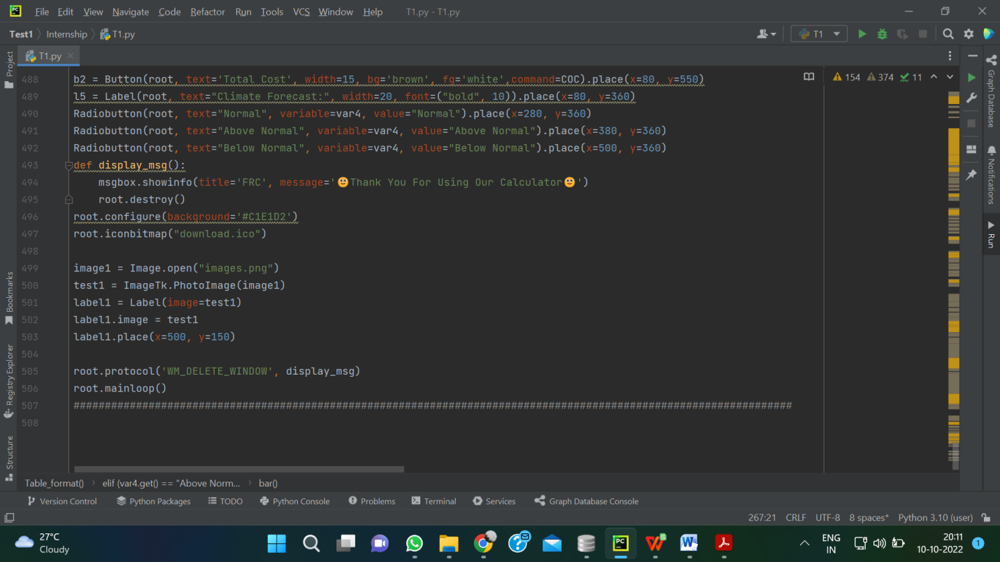 PC File Edit View Navigate Code Refactor Run Tools VCS Window Help T1.py - T1.py
Test1 Internship T1.py T1
Project
T1.py
154 374 11
488 b2 = Button(root, text='Total Cost', width=15, bg='brown', fg='white',command=COC).place(x=80, y=550)
489 l5 = Label(root, text="Climate Forecast:", width=20, font=("bold", 10)).place(x=80, y=360)
490 Radiobutton(root, text="Normal", variable=var4, value="Normal").place(x=280, y=360)
491 Radiobutton(root, text="Above Normal", variable=var4, value="Above Normal").place(x=380, y=360)
492 Radiobutton(root, text="Below Normal", variable=var4, value="Below Normal").place(x=500, y=360)
493 def display_msg():
494 msgbox.showinfo(title='FRC', message='🙂Thank You For Using Our Calculator🙂')
495 root.destroy()
496 root.configure(background='#C1E1D2')
497 root.iconbitmap("download.ico")
498
499 image1 = Image.open("images.png")
500 test1 = ImageTk.PhotoImage(image1)
501 label1 = Label(image=test1)
502 label1.image = test1
503 label1.place(x=500, y=150)
504
505 root.protocol('WM_DELETE_WINDOW', display_msg)
506 root.mainloop()
507 ###################################################################################################################
508
Bookmarks
Registry Explorer
Structure
Graph Database
Notifications
Run
Table_format() elif (var4.get() == "Above Norm... bar()
Version Control Python Packages TODO Python Console Problems Terminal Services Graph Database Console
267:21 CRLF UTF-8 8 spaces* Python 3.10 (user)
27°C
Cloudy
PC
W
ENG
IN
20:11
10-10-2022
1